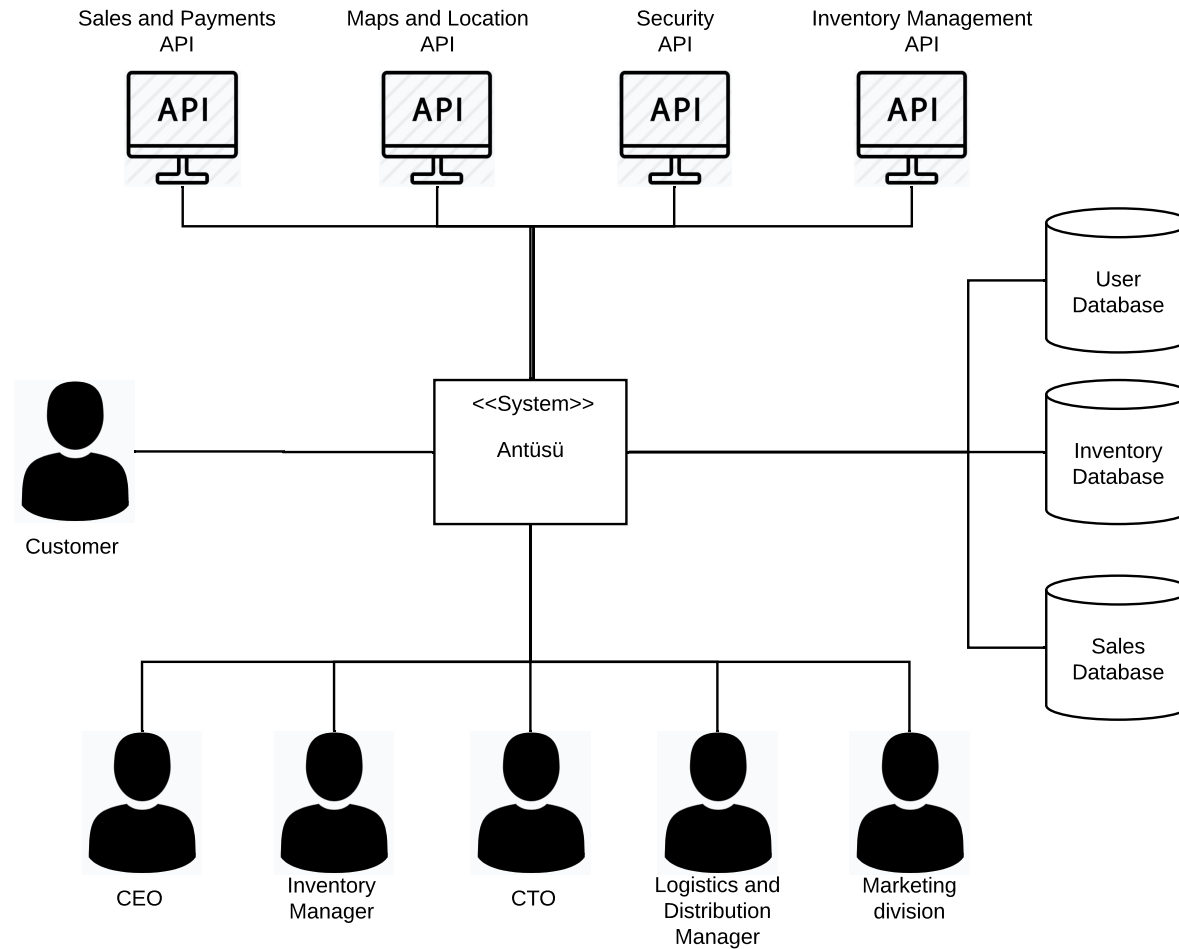 Sales and Payments
API
Maps and Location
API
Security
API
Inventory Management
API
API
API
API
API
User
Database
<<System>>
Antüsü
Inventory
Database
Customer
Sales
Database
CEO
Inventory
Manager
CTO
Logistics and
Distribution
Manager
Marketing
division